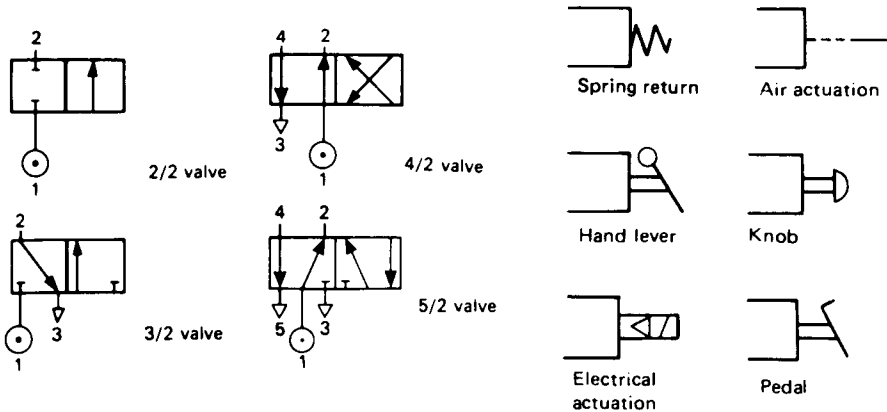 2
4 2
3
1
2/2 valve
1
4/2 valve
2
3
1
3/2 valve
4 2
5 3
1
5/2 valve
Spring return
Air actuation
Hand lever
Knob
Electrical
actuation
Pedal